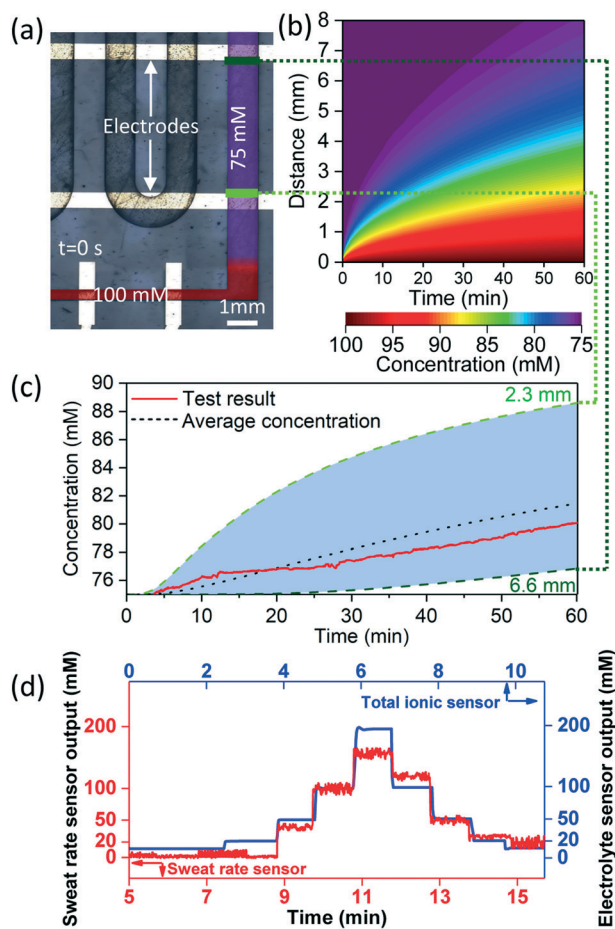 (a)
Electrodes
75 mM
t=0 s
100 mM
1mm
(b)
8
7
6
5
4
3
2
1
0
Distance (mm)
0 10 20 30 40 50 60
Time (min)
100 95 90 85 80 75
Concentration (mM)
(c)
90
88
86
84
82
80
78
76
Concentration (mM)
Test result
Average concentration
2.3 mm
6.6 mm
0 10 20 30 40 50 60
Time (min)
(d)
0 2 4 6 8 10
Total ionic sensor
Sweat rate sensor output (mM)
200
100
50
20
0
Electrolyte sensor output (mM)
200
100
50
20
0
Sweat rate sensor
5 7 9 11 13 15
Time (min)